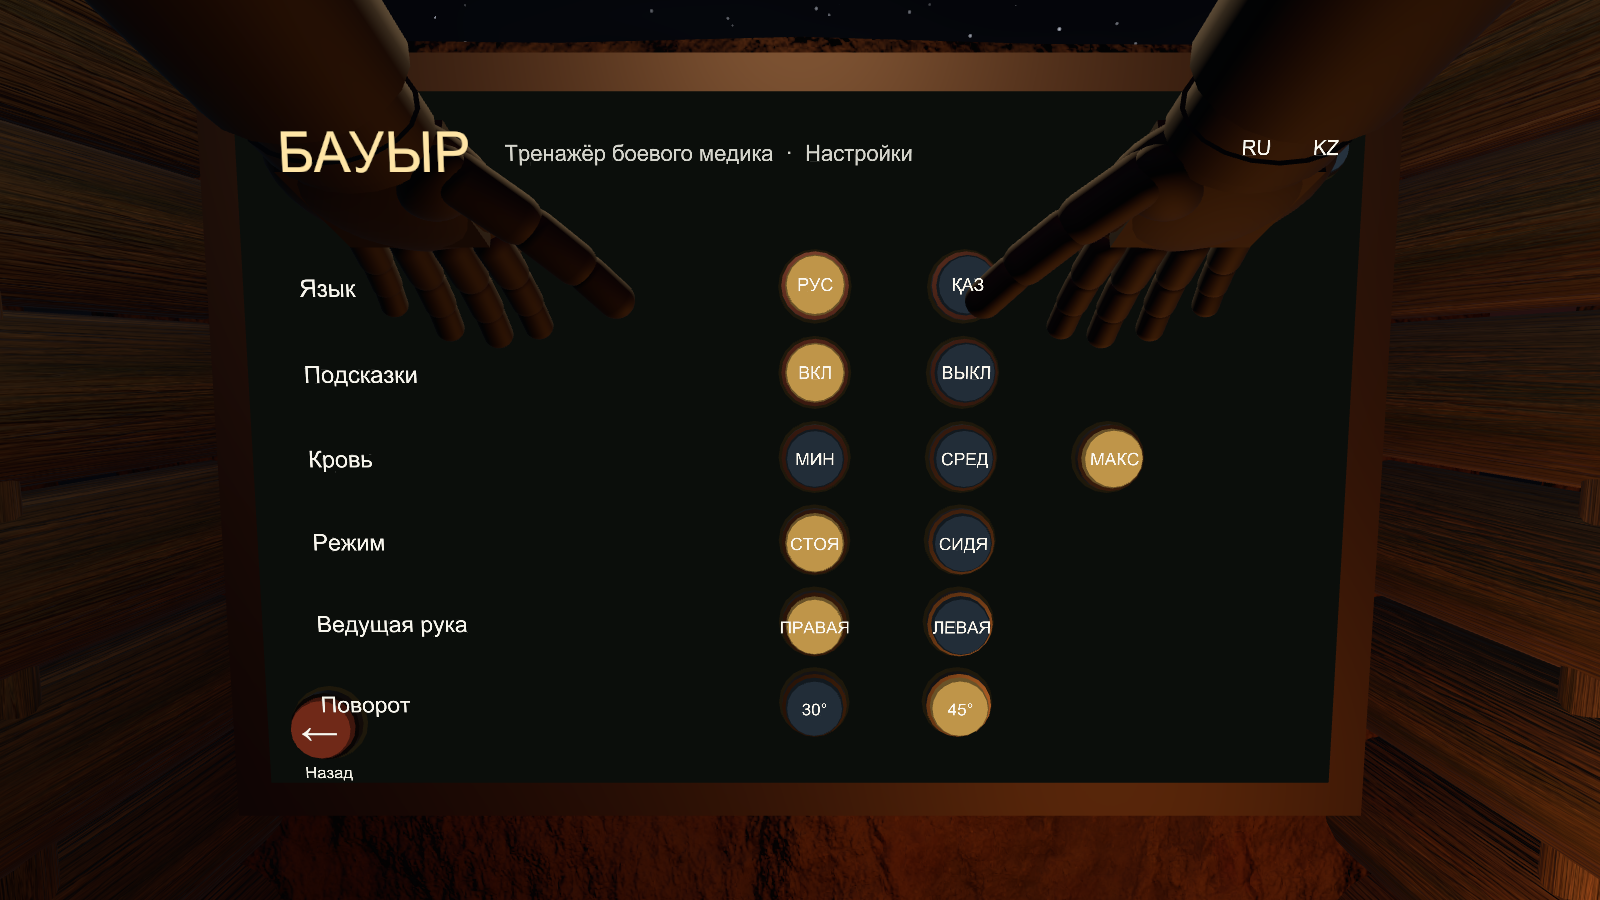 БАУЫР Тренажёр боевого медика · Настройки RU KZ
Язык РУС ҚАЗ
Подсказки ВКЛ ВЫКЛ
Кровь МИН СРЕД МАКС
Режим СТОЯ СИДЯ
Ведущая рука ПРАВАЯ ЛЕВАЯ
Поворот 30° 45°
←
Назад